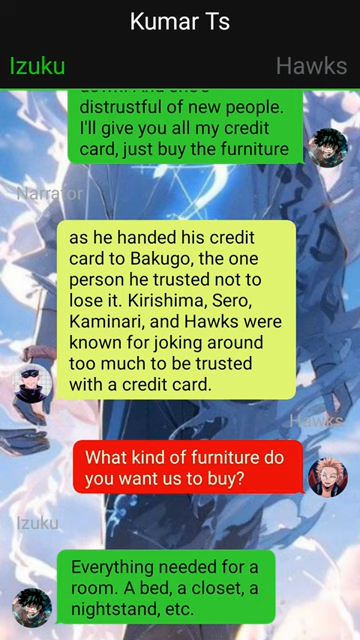 Kumar Ts
Izuku Hawks
distrustful of new people.
I'll give you all my credit
card, just buy the furniture
Narrator
as he handed his credit
card to Bakugo, the one
person he trusted not to
lose it. Kirishima, Sero,
Kaminari, and Hawks were
known for joking around
too much to be trusted
with a credit card.
Hawks
What kind of furniture do
you want us to buy?
Izuku
Everything needed for a
room. A bed, a closet, a
nightstand, etc.